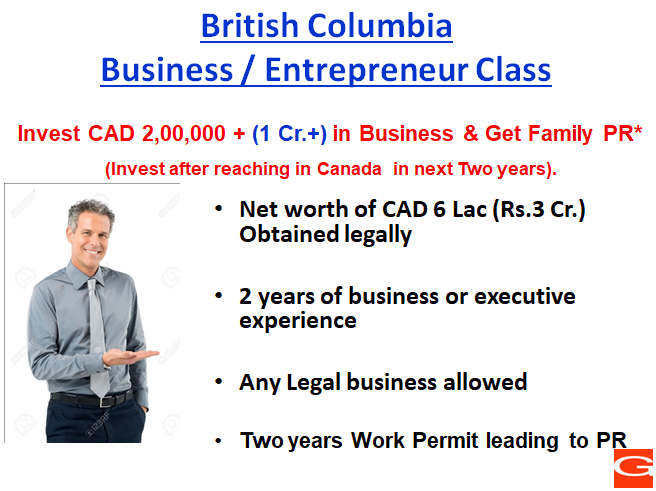 British Columbia
Business / Entrepreneur Class
Invest CAD 2,00,000 + (1 Cr.+) in Business & Get Family PR*
(Invest after reaching in Canada in next Two years).
• Net worth of CAD 6 Lac (Rs.3 Cr.)
Obtained legally
• 2 years of business or executive
experience
• Any Legal business allowed
• Two years Work Permit leading to PR
G